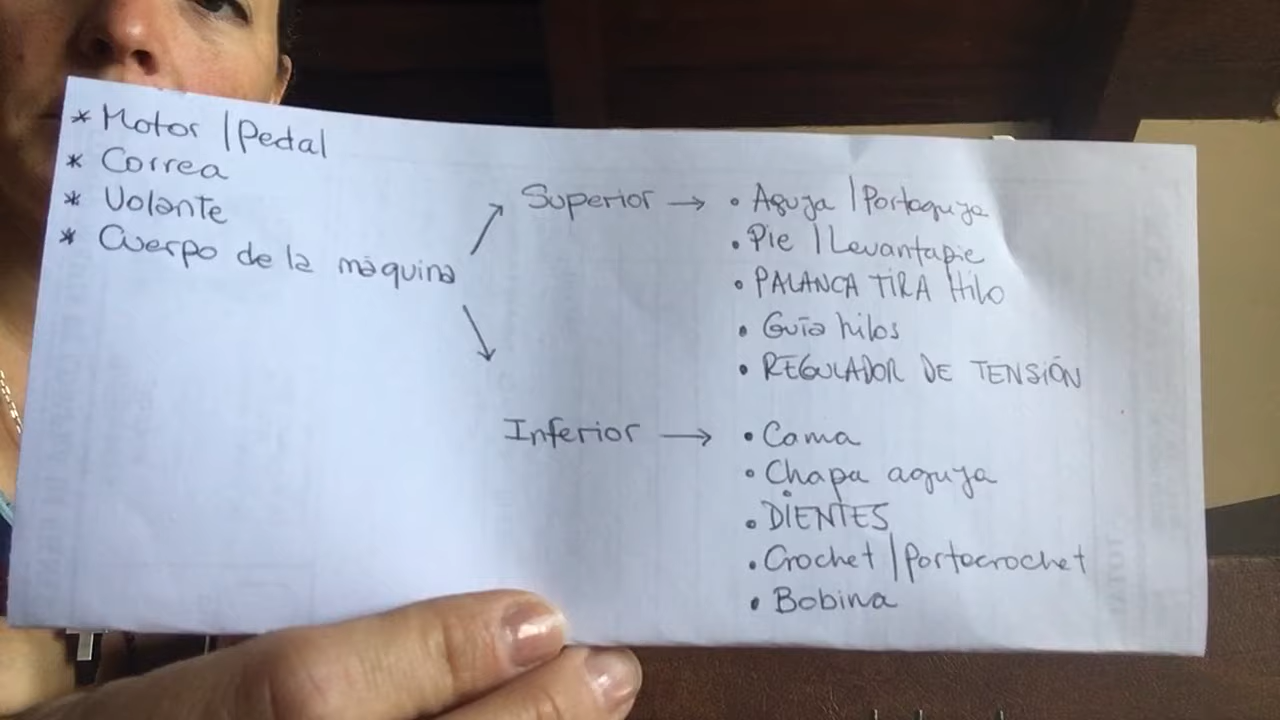 * Motor / Pedal
* Correa
* Volante
* Cuerpo de la máquina
Superior → • Aguja / Portaguja
• Pie / Levantapie
• PALANCA TIRA Hilo
• Guía hilos
• REGULADOR DE TENSIÓN
Inferior → • Cama
• Chapa aguja
• DIENTES
• Crochet / Portacrochet
• Bobina